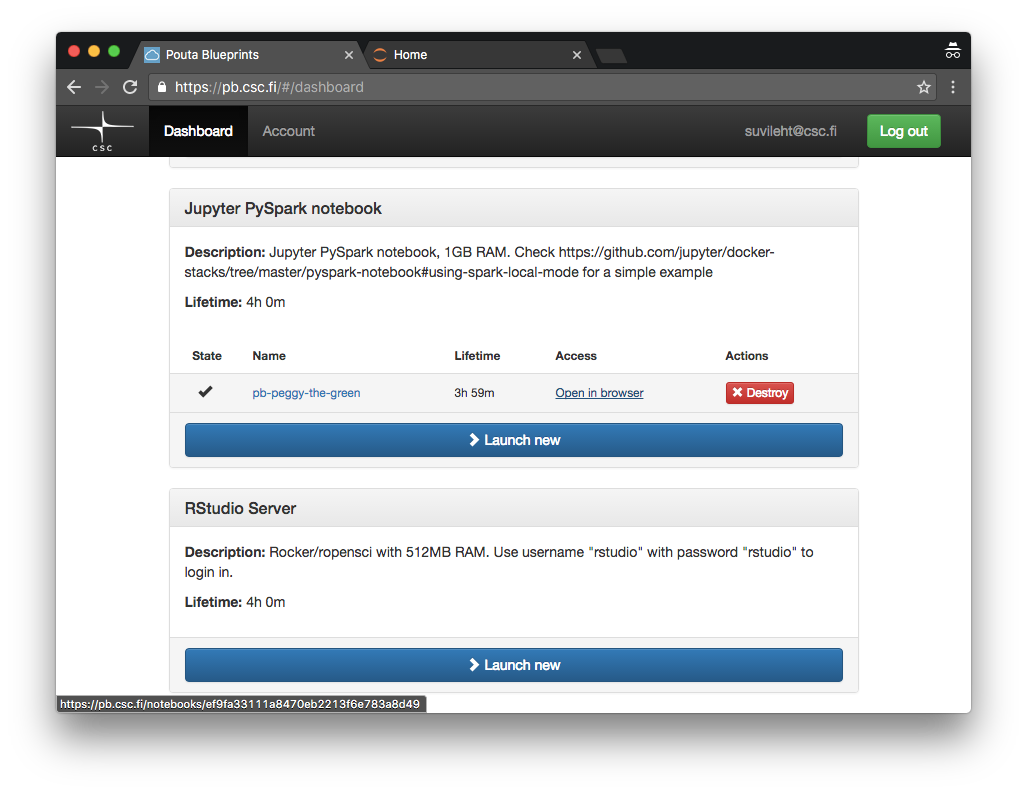 Pouta Blueprints
Home
https://pb.csc.fi/#/dashboard
CSC
Dashboard
Account
suvileht@csc.fi
Log out
Jupyter PySpark notebook
Description: Jupyter PySpark notebook, 1GB RAM. Check https://github.com/jupyter/docker-
stacks/tree/master/pyspark-notebook#using-spark-local-mode for a simple example
Lifetime: 4h 0m
State Name Lifetime Access Actions
pb-peggy-the-green 3h 59m Open in browser Destroy
Launch new
RStudio Server
Description: Rocker/ropensci with 512MB RAM. Use username "rstudio" with password "rstudio" to
login in.
Lifetime: 4h 0m
Launch new
https://pb.csc.fi/notebooks/ef9fa33111a8470eb2213f6e783a8d49